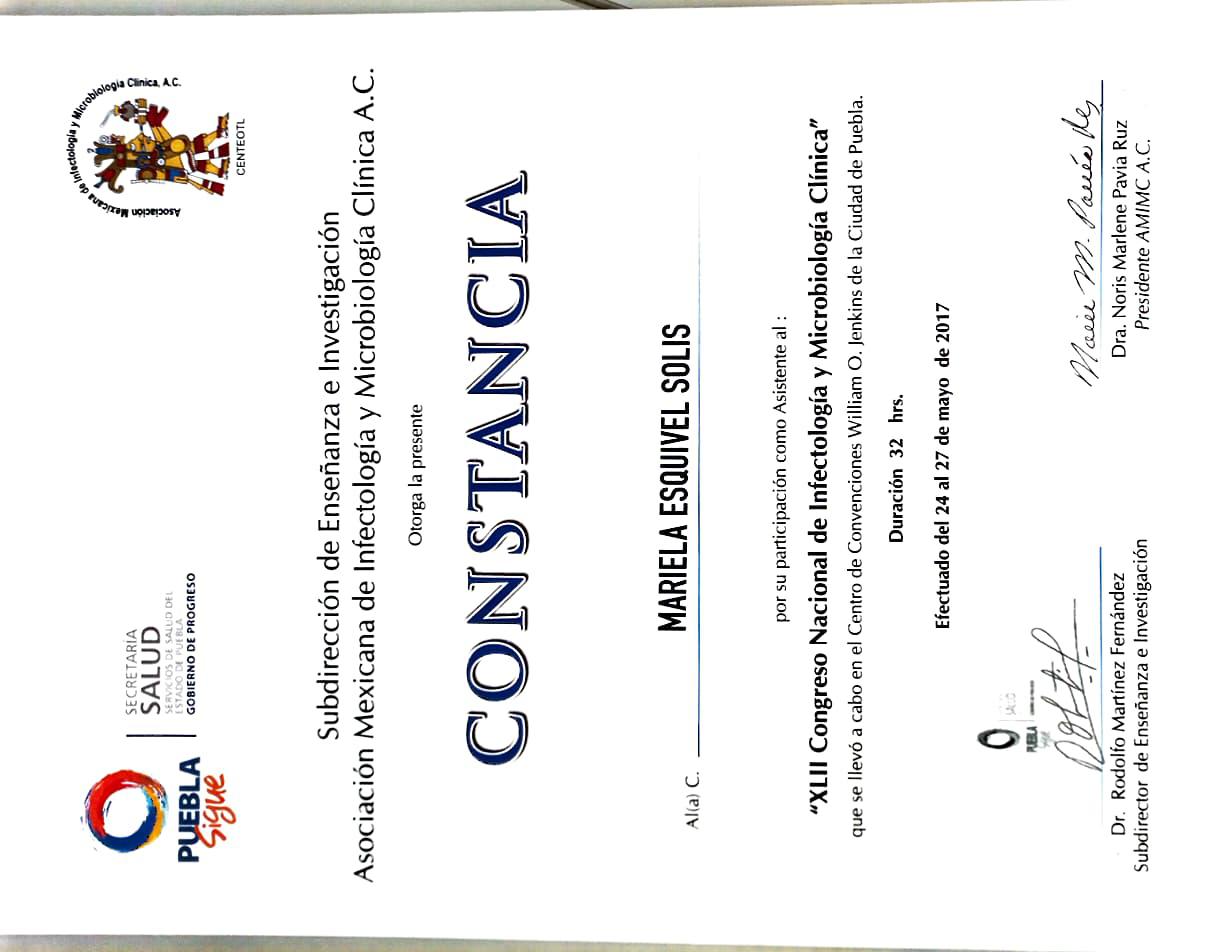 PUEBLA
Sigue
SECRETARÍA
SALUD
SERVICIOS DE SALUD DEL
ESTADO DE PUEBLA
GOBIERNO DE PROGRESO
Asociación Mexicana de Infectología y Microbiología Clínica, A.C.
CENTEOTL
Subdirección de Enseñanza e Investigación
Asociación Mexicana de Infectología y Microbiología Clínica A.C.
Otorga la presente
CONSTANCIA
Al(a) C. MARIELA ESQUIVEL SOLIS
por su participación como Asistente al :
“XLII Congreso Nacional de Infectología y Microbiología Clínica”
que se llevó a cabo en el Centro de Convenciones William O. Jenkins de la Ciudad de Puebla.
Duración 32 hrs.
Efectuado del 24 al 27 de mayo de 2017
PUEBLA
Sigue
SALUD
Dr. Rodolfo Martínez Fernández
Subdirector de Enseñanza e Investigación
Dra. Noris Marlene Pavia Ruz
Presidente AMIMC A.C.